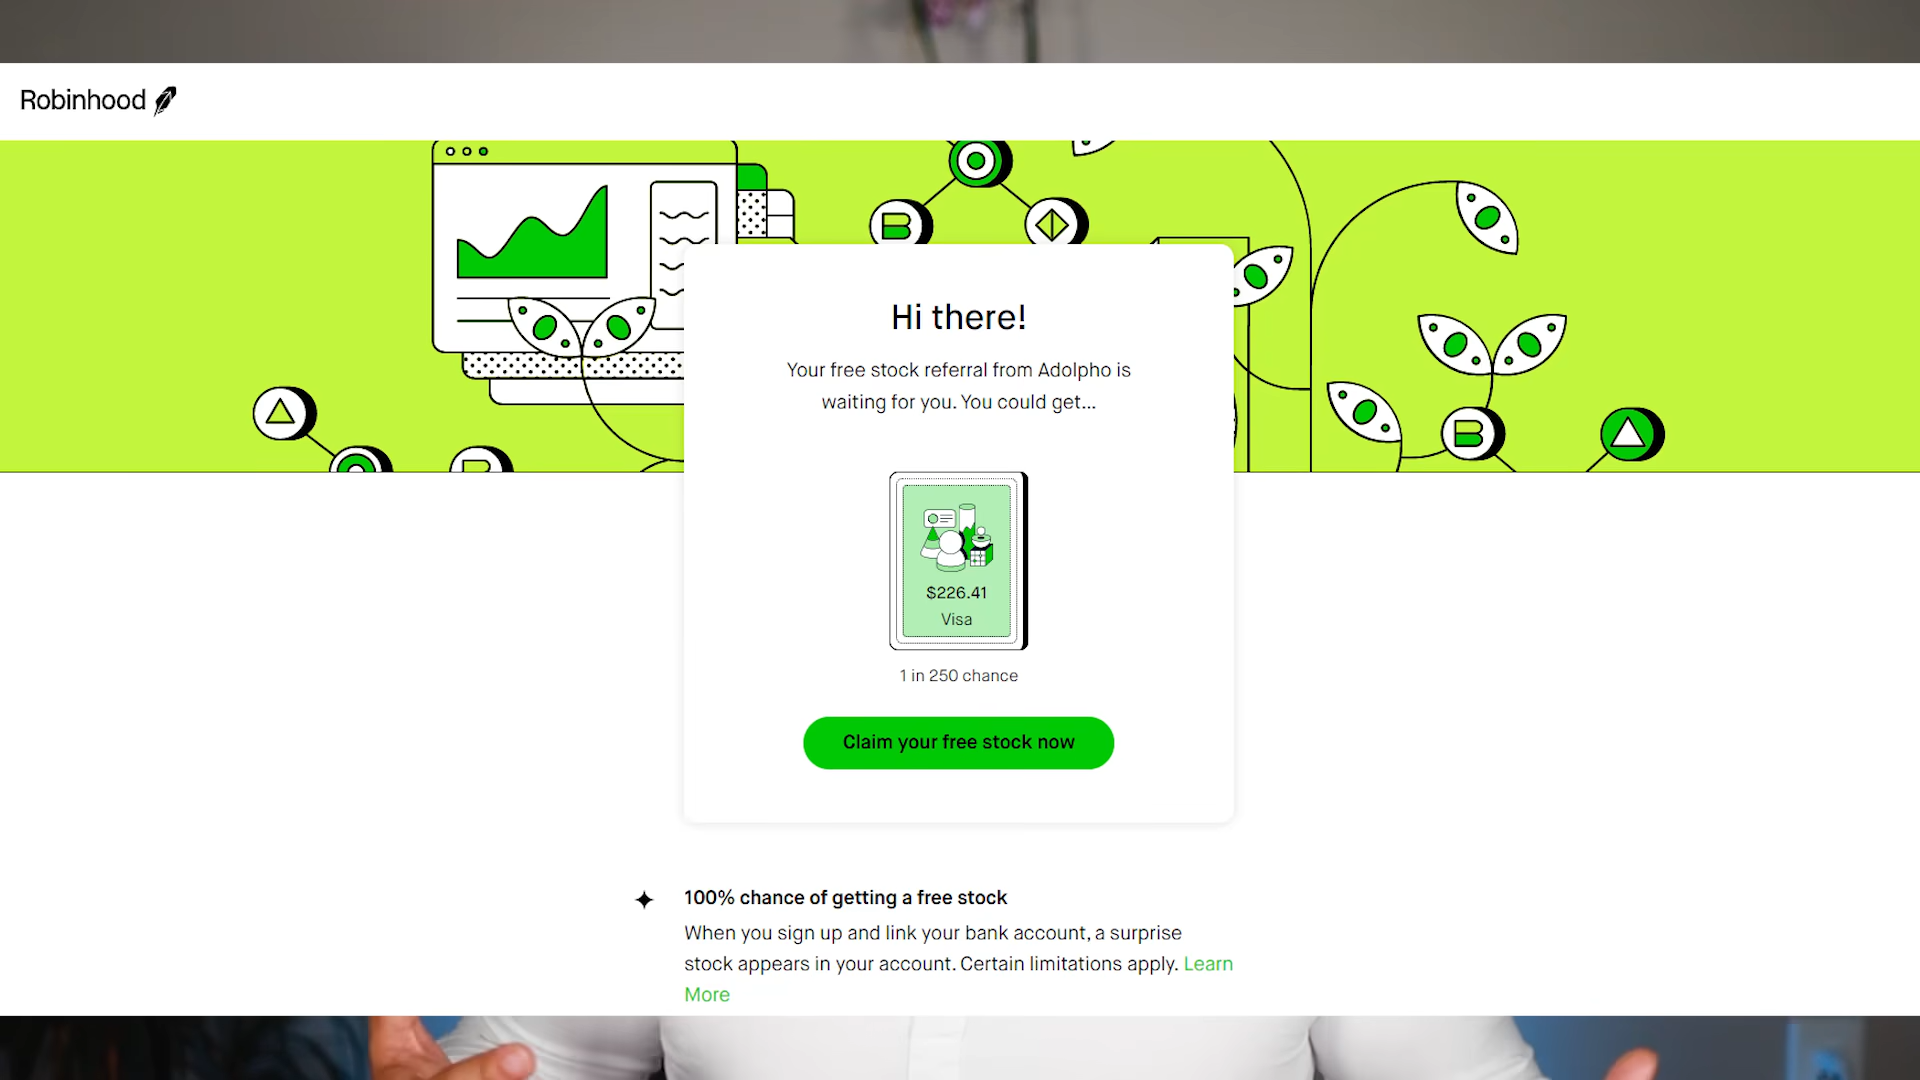 Robinhood
Hi there!
Your free stock referral from Adolpho is
waiting for you. You could get...
$226.41
Visa
1 in 250 chance
Claim your free stock now
100% chance of getting a free stock
When you sign up and link your bank account, a surprise
stock appears in your account. Certain limitations apply. Learn
More